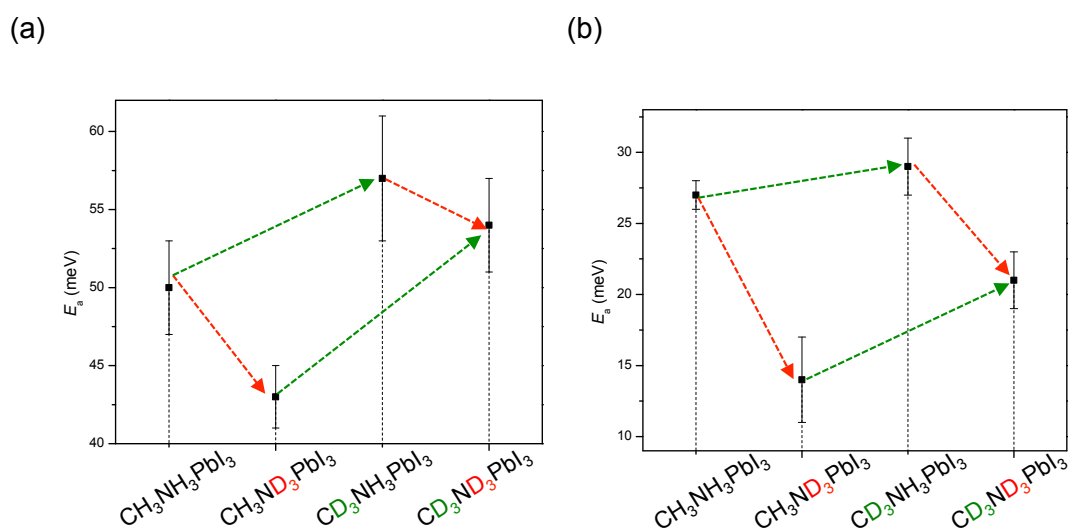 (a)
(b)
60
55
50
45
40
Eₐ (meV)
CH₃NH₃PbI₃
CH₃ND₃PbI₃
CD₃NH₃PbI₃
CD₃ND₃PbI₃
30
25
20
15
10
Eₐ (meV)
CH₃NH₃PbI₃
CH₃ND₃PbI₃
CD₃NH₃PbI₃
CD₃ND₃PbI₃